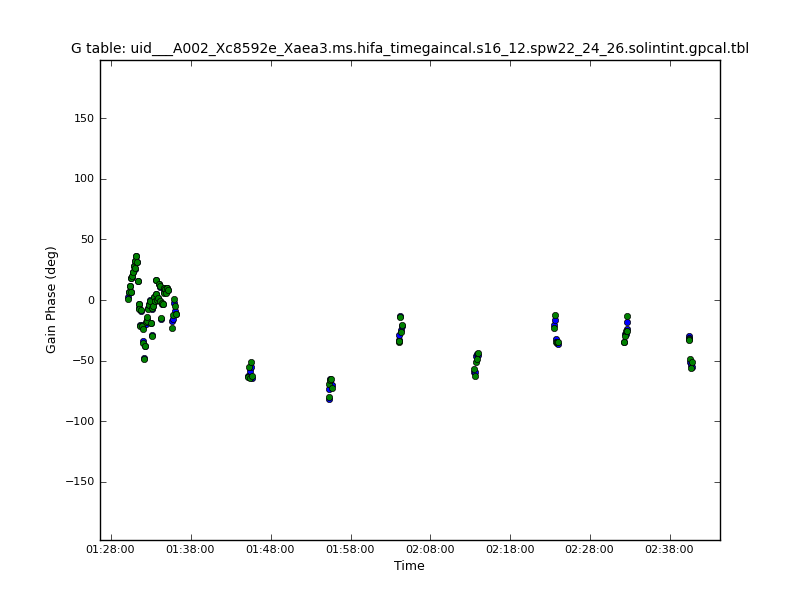 G table: uid___A002_Xc8592e_Xaea3.ms.hifa_timegaincal.s16_12.spw22_24_26.solintint.gpcal.tbl
150
100
50
0
−50
−100
−150
Gain Phase (deg)
01:28:00 01:38:00 01:48:00 01:58:00 02:08:00 02:18:00 02:28:00 02:38:00
Time